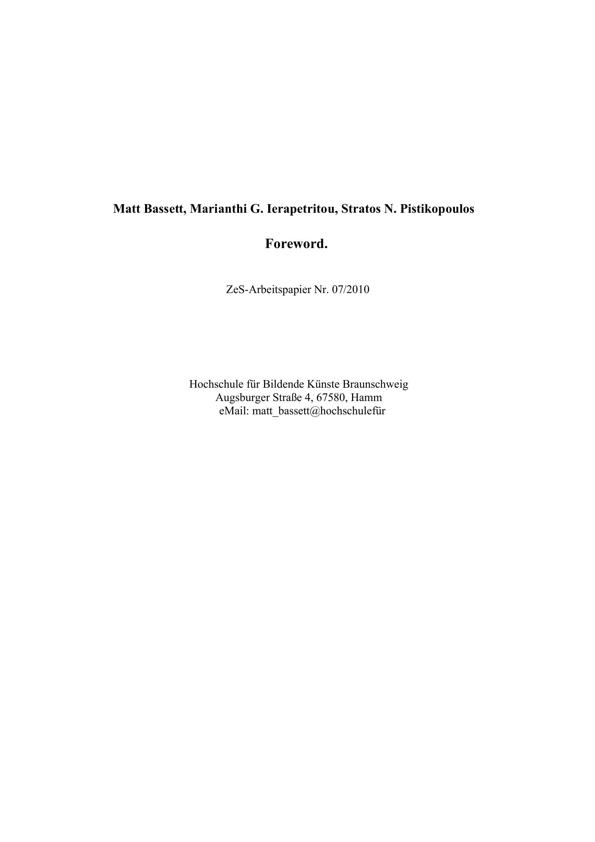 Matt Bassett, Marianthi G. Ierapetritou, Stratos N. Pistikopoulos
Foreword.
ZeS-Arbeitspapier Nr. 07/2010
Hochschule für Bildende Künste Braunschweig
Augsburger Straße 4, 67580, Hamm
eMail: matt_bassett@hochschulefür